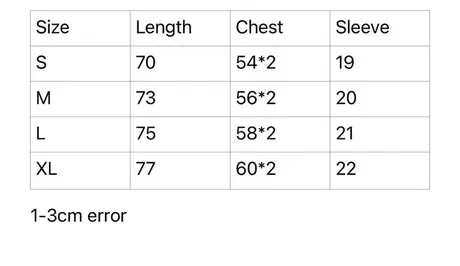 Size Length Chest Sleeve
S 70 54*2 19
M 73 56*2 20
L 75 58*2 21
XL 77 60*2 22
1-3cm error